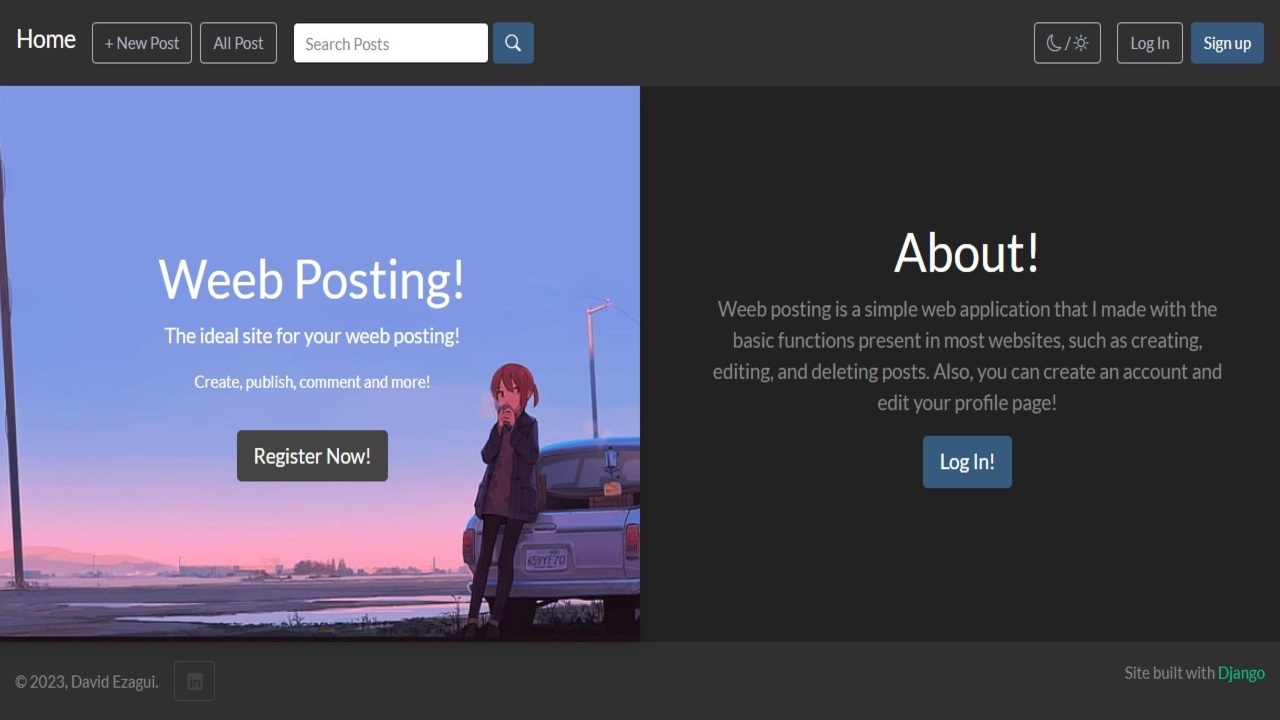 Home + New Post All Post Search Posts / Log In Sign up
Weeb Posting!
The ideal site for your weeb posting!
Create, publish, comment and more!
Register Now!
About!
Weeb posting is a simple web application that I made with the
basic functions present in most websites, such as creating,
editing, and deleting posts. Also, you can create an account and
edit your profile page!
Log In!
© 2023, David Ezagui. in
Site built with Django